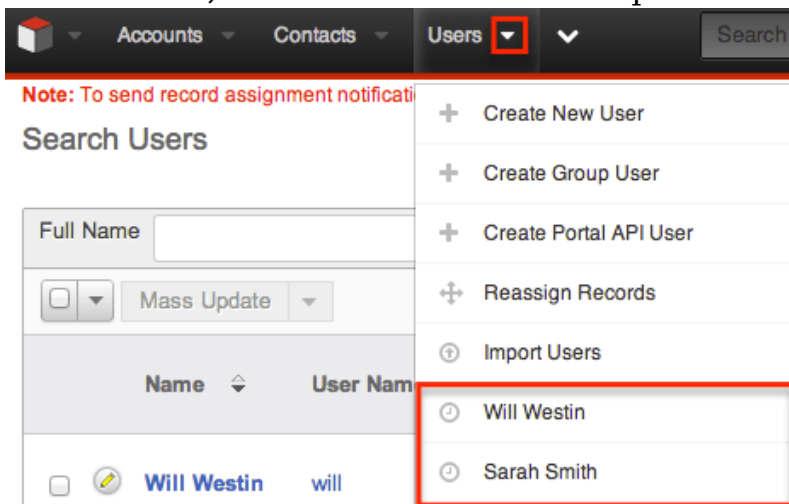 Accounts Contacts Users Search
Note: To send record assignment notificati
Search Users
Create New User
Create Group User
Create Portal API User
Reassign Records
Import Users
Will Westin
Sarah Smith
Full Name
Mass Update
Name User Nam
Will Westin will